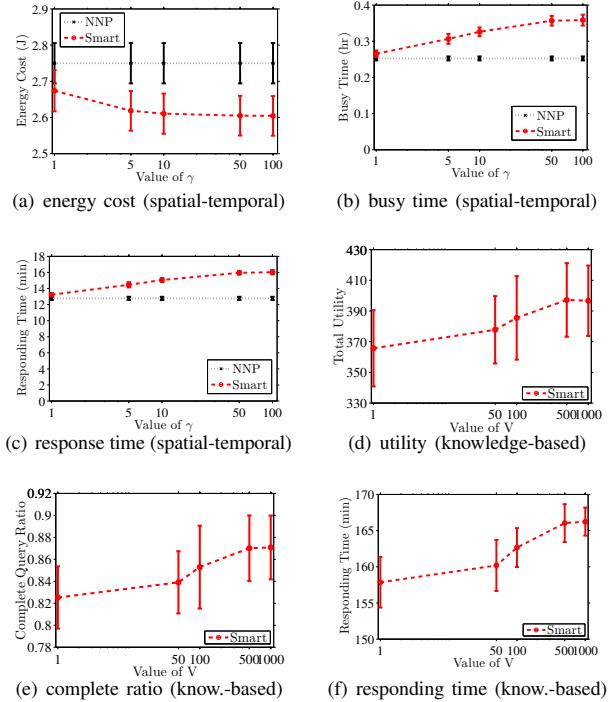 2.9
2.8
2.7
2.6
2.5
Energy Cost (J)
NNP
Smart
1 5 10 50 100
Value of γ
(a) energy cost (spatial-temporal)
0.4
0.3
0.2
0.1
0
Busy Time (hr)
NNP
Smart
1 5 10 50 100
Value of γ
(b) busy time (spatial-temporal)
18
16
14
12
10
8
6
4
2
0
Responding Time (min)
NNP
Smart
1 5 10 50 100
Value of γ
(c) response time (spatial-temporal)
430
410
390
370
350
330
Total Utility
Smart
1 50 100 500 1000
Value of V
(d) utility (knowledge-based)
0.92
0.9
0.88
0.86
0.84
0.82
0.8
0.78
Complete Query Ratio
Smart
1 50 100 500 1000
Value of V
(e) complete ratio (know.-based)
170
165
160
155
150
Responding Time (min)
Smart
1 50 100 500 1000
Value of V
(f) responding time (know.-based)